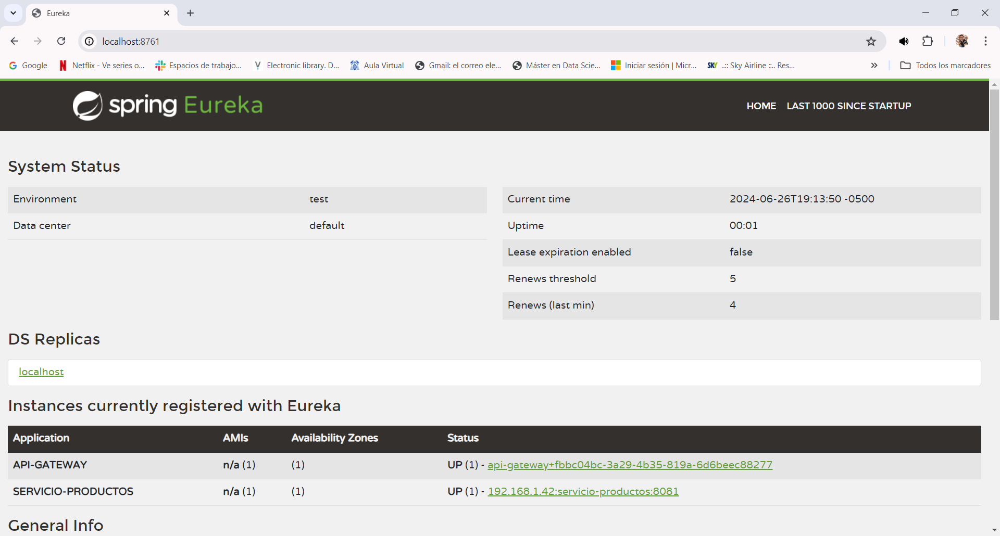 Eureka
localhost:8761
Google Netflix - Ve series o... Espacios de trabajo... Electronic library. D... Aula Virtual Gmail: el correo ele... Máster en Data Scie... Iniciar sesión | Micr... SKY ..:: Sky Airline ::.. Res... Todos los marcadores
spring Eureka HOME LAST 1000 SINCE STARTUP
System Status
Environment test
Data center default
Current time 2024-06-26T19:13:50 -0500
Uptime 00:01
Lease expiration enabled false
Renews threshold 5
Renews (last min) 4
DS Replicas
localhost
Instances currently registered with Eureka
Application AMIs Availability Zones Status
API-GATEWAY n/a (1) (1) UP (1) - api-gateway+fbbc04bc-3a29-4b35-819a-6d6beec88277
SERVICIO-PRODUCTOS n/a (1) (1) UP (1) - 192.168.1.42:servicio-productos:8081
General Info